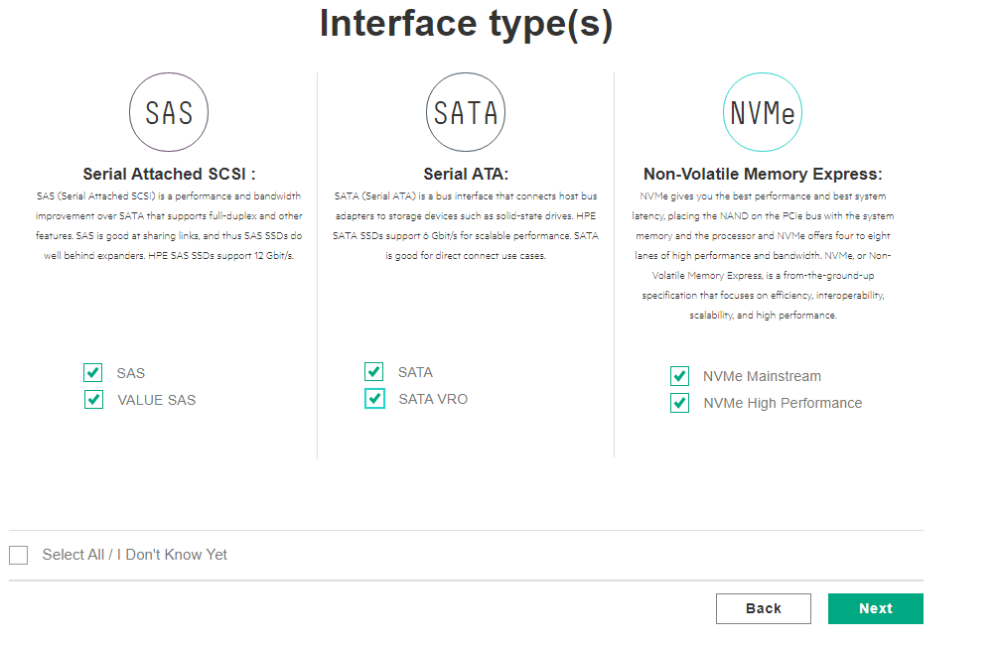 Interface type(s)
SAS
Serial Attached SCSI :
SAS (Serial Attached SCSI) is a performance and bandwidth
improvement over SATA that supports full-duplex and other
features. SAS is good at sharing links, and thus SAS SSDs do
well behind expanders. HPE SAS SSDs support 12 Gbit/s.
SAS
VALUE SAS
SATA
Serial ATA:
SATA (Serial ATA) is a bus interface that connects host bus
adapters to storage devices such as solid-state drives. HPE
SATA SSDs support 6 Gbit/s for scalable performance. SATA
is good for direct connect use cases.
SATA
SATA VRO
NVMe
Non-Volatile Memory Express:
NVMe gives you the best performance and best system
latency, placing the NAND on the PCIe bus with the system
memory and the processor and NVMe offers four to eight
lanes of high performance and bandwidth. NVMe, or Non-
Volatile Memory Express, is a from-the-ground-up
specification that focuses on efficiency, interoperability,
scalability, and high performance.
NVMe Mainstream
NVMe High Performance
Select All / I Don't Know Yet
Back
Next